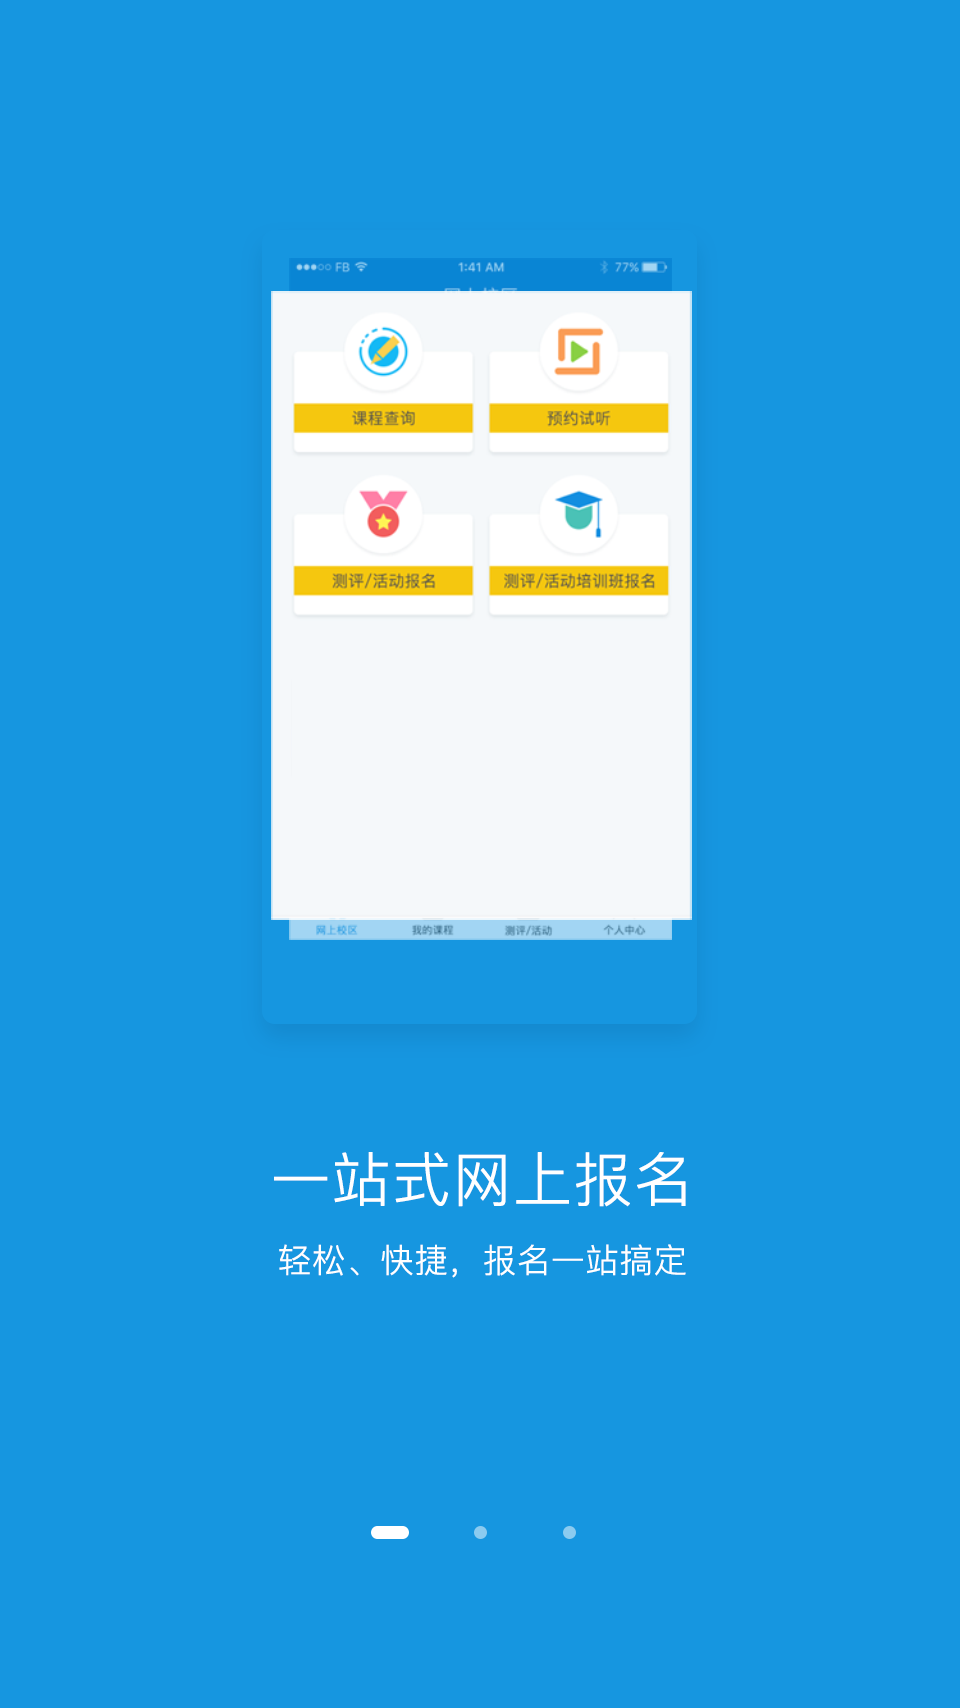 FB 1:41 AM 77%
课程查询 预约试听
测评/活动报名 测评/活动培训班报名
网上校区 我的课程 测评/活动 个人中心
一站式网上报名
轻松、快捷，报名一站搞定